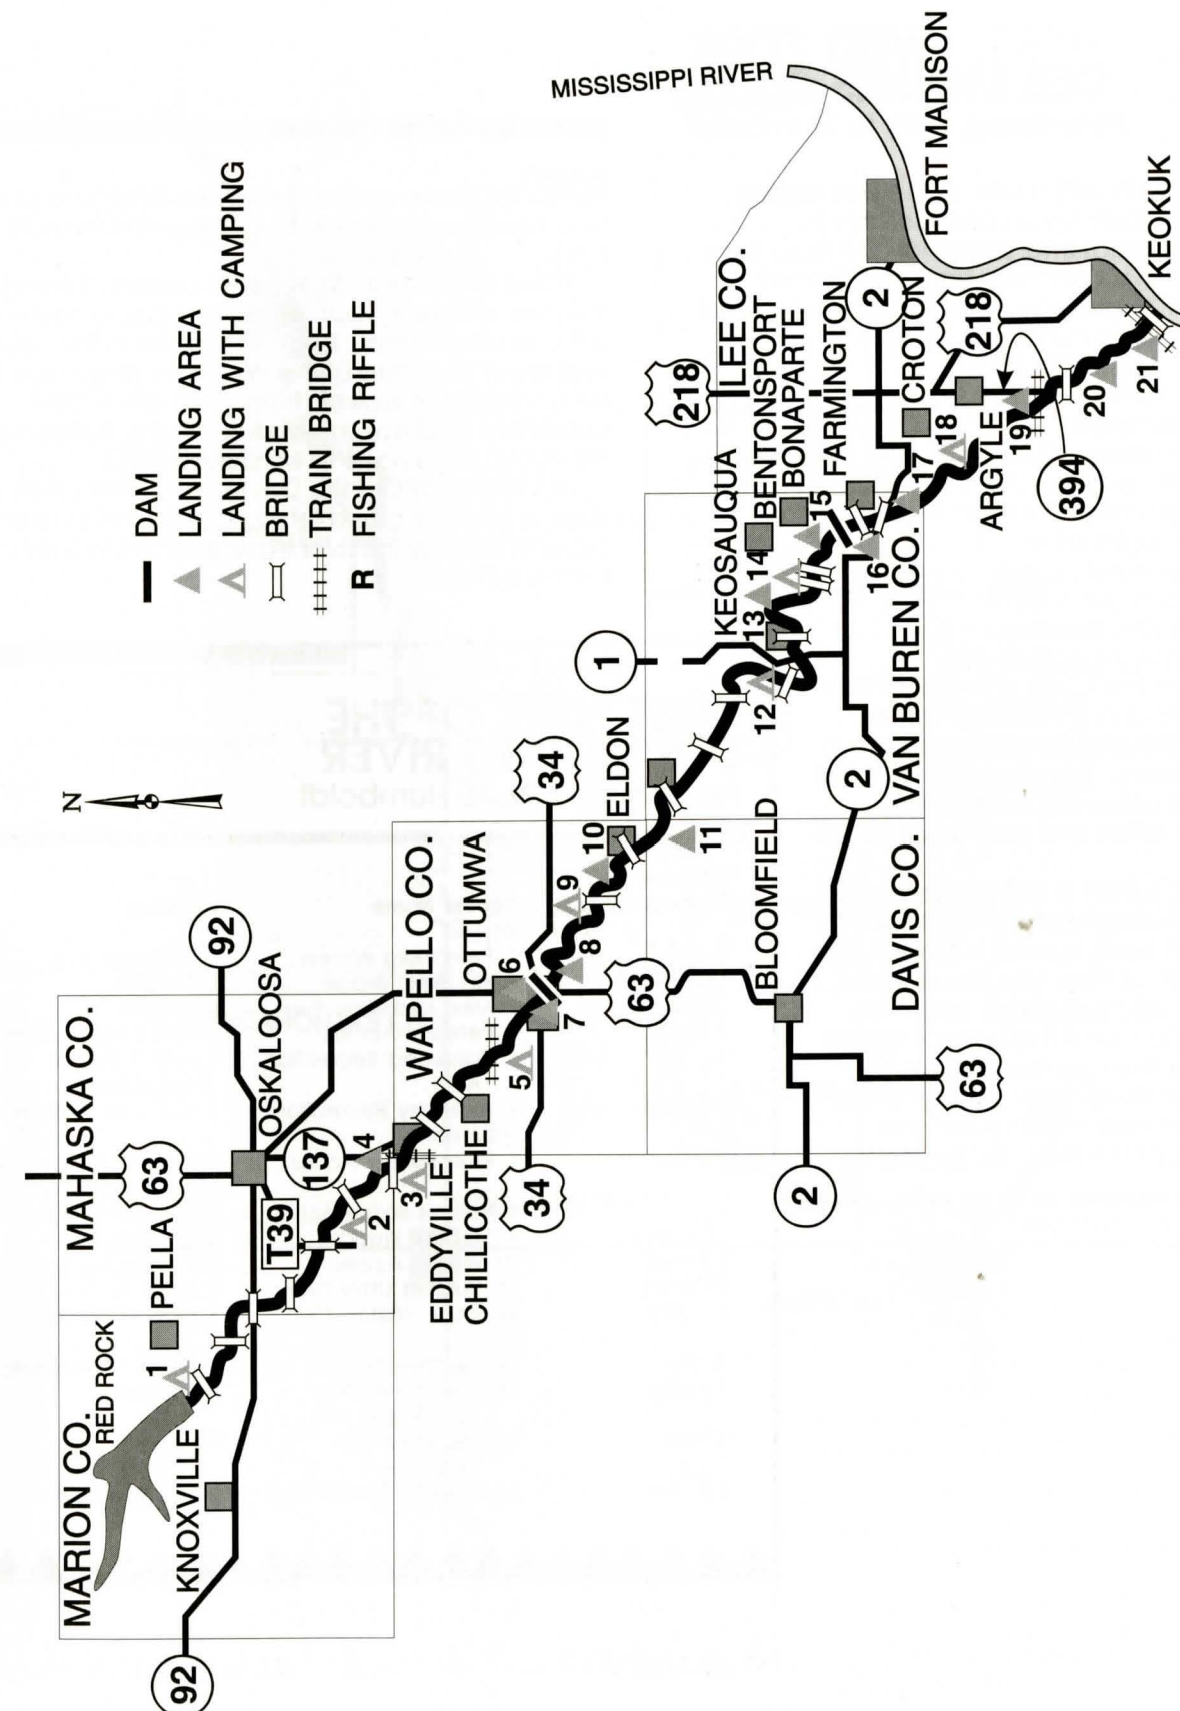 N
DAM
LANDING AREA
LANDING WITH CAMPING
BRIDGE
TRAIN BRIDGE
R FISHING RIFFLE
MARION CO.
RED ROCK
KNOXVILLE
92
1
PELLA
MAHASKA CO.
63
OSKALOOSA
92
T39
137
2
3
4
EDDYVILLE
CHILLICOTHE
WAPELLO CO.
OTTUMWA
5
6
7
8
9
10
34
34
63
ELDON
11
BLOOMFIELD
DAVIS CO.
2
63
2
1
12
KEOSAUQUA
13
14
BENTONSPORT
BONAPARTE
15
FARMINGTON
16
VAN BUREN CO.
17
LEE CO.
218
2
CROTON
18
ARGYLE
19
394
218
20
21
MISSISSIPPI RIVER
FORT MADISON
KEOKUK
THE
RIVER